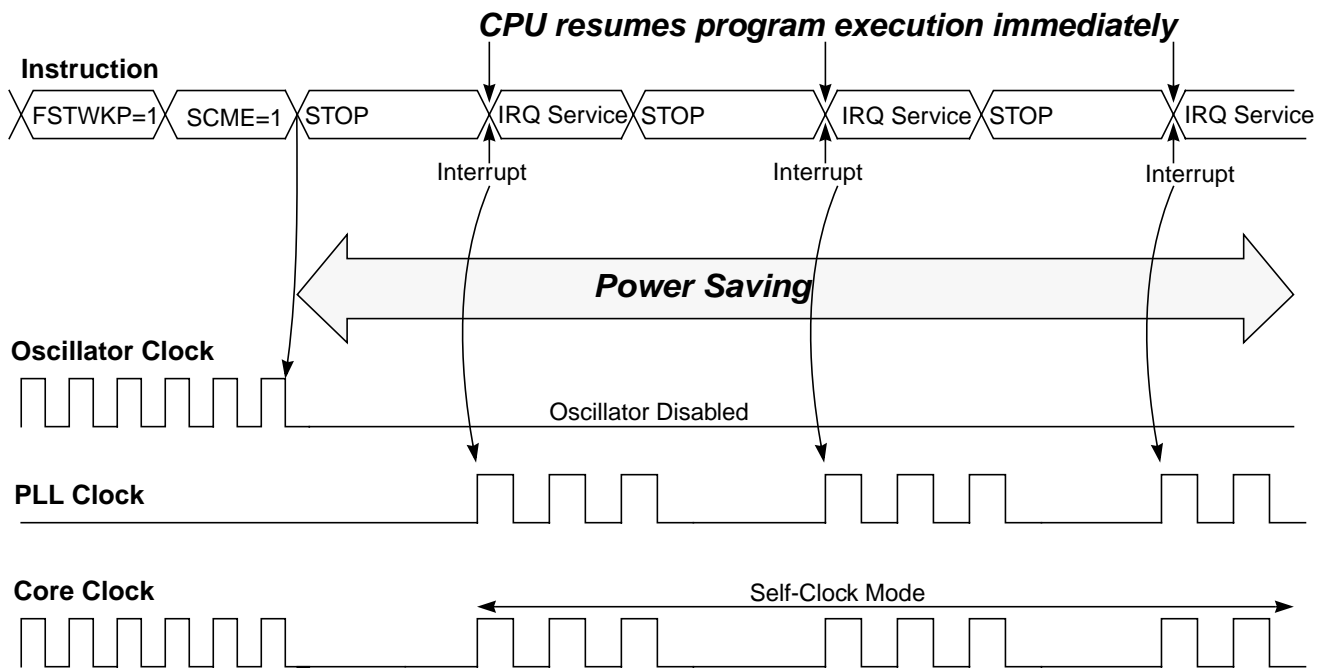 CPU resumes program execution immediately
Instruction
FSTWKP=1 SCME=1 STOP IRQ Service STOP IRQ Service STOP IRQ Service
Interrupt Interrupt Interrupt
Power Saving
Oscillator Clock
Oscillator Disabled
PLL Clock
Core Clock
Self-Clock Mode